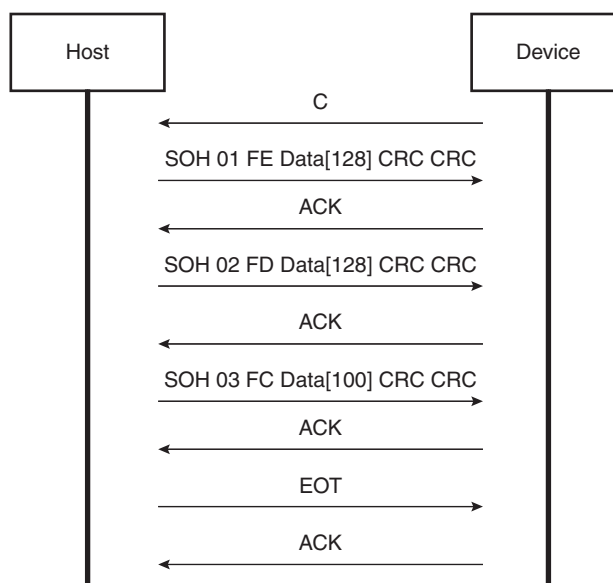 Host
Device
C
SOH 01 FE Data[128] CRC CRC
ACK
SOH 02 FD Data[128] CRC CRC
ACK
SOH 03 FC Data[100] CRC CRC
ACK
EOT
ACK